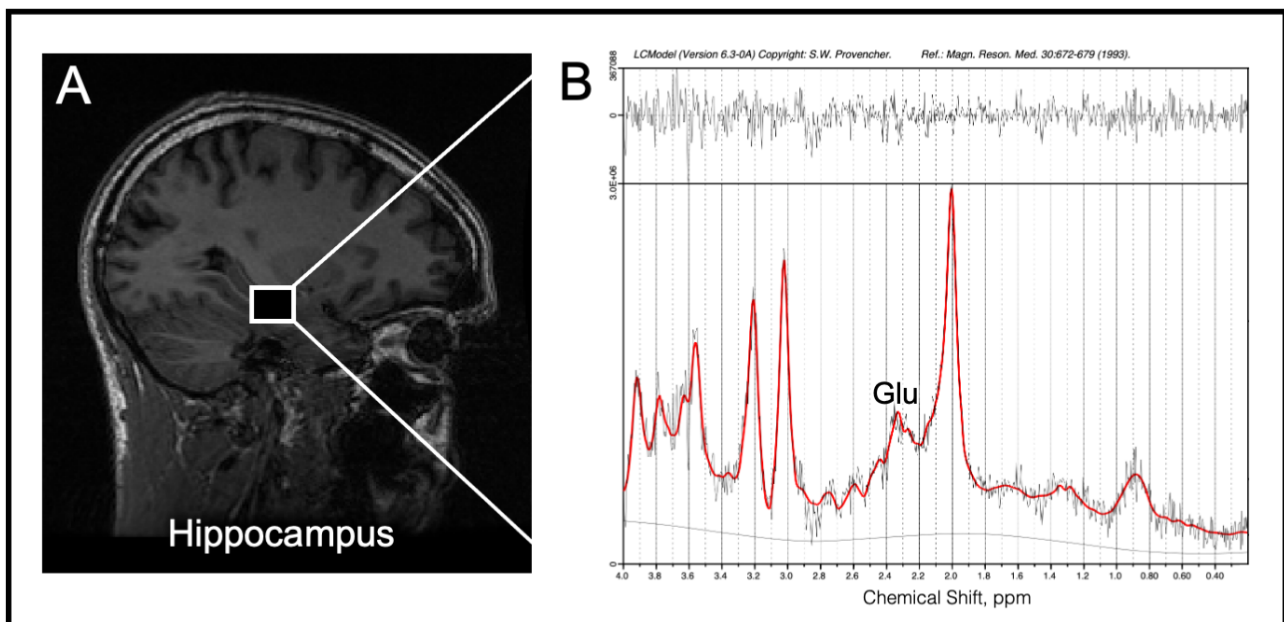 A
Hippocampus
B
LCModel (Version 6.3-0A) Copyright: S.W. Provencher. Ref.: Magn. Reson. Med. 30:672-679 (1993).
367088
0
3.0E+06
Glu
0
4.0 3.8 3.6 3.4 3.2 3.0 2.8 2.6 2.4 2.2 2.0 1.8 1.6 1.4 1.2 1.0 0.80 0.60 0.40
Chemical Shift, ppm